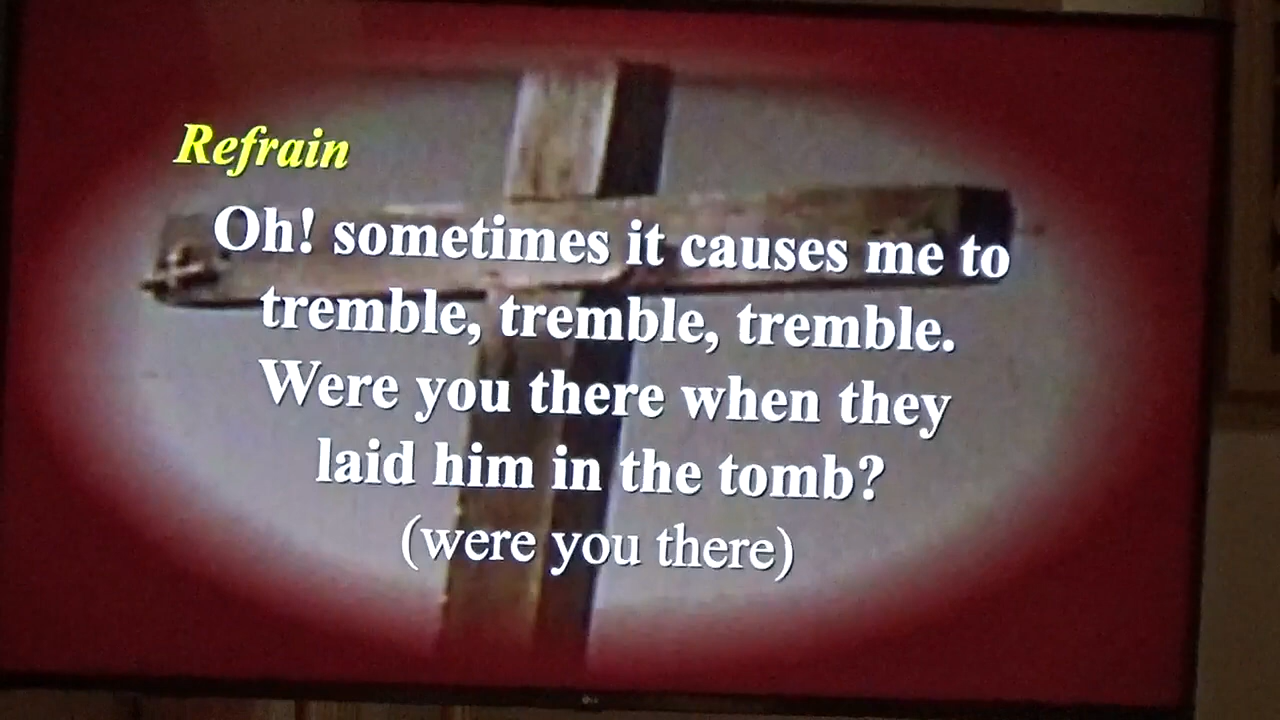 Refrain
Oh! sometimes it causes me to
tremble, tremble, tremble.
Were you there when they
laid him in the tomb?
(were you there)
LG